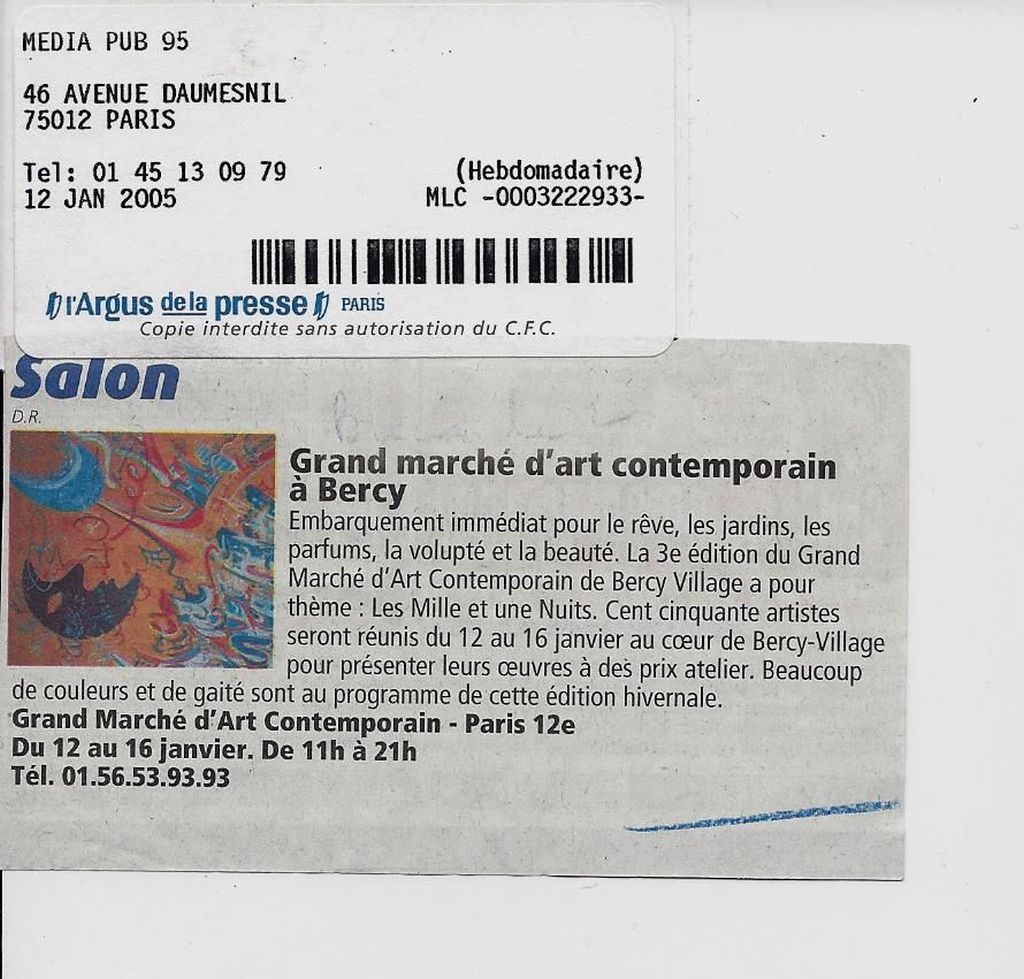 MEDIA PUB 95
46 AVENUE DAUMESNIL
75012 PARIS
Tel: 01 45 13 09 79 (Hebdomadaire)
12 JAN 2005 MLC -0003222933-
l'Argus de la presse PARIS
Copie interdite sans autorisation du C.F.C.
Salon
D.R.
Grand marché d'art contemporain
à Bercy
Embarquement immédiat pour le rêve, les jardins, les
parfums, la volupté et la beauté. La 3e édition du Grand
Marché d'Art Contemporain de Bercy Village a pour
thème : Les Mille et une Nuits. Cent cinquante artistes
seront réunis du 12 au 16 janvier au cœur de Bercy-Village
pour présenter leurs œuvres à des prix atelier. Beaucoup
de couleurs et de gaité sont au programme de cette édition hivernale.
Grand Marché d'Art Contemporain - Paris 12e
Du 12 au 16 janvier. De 11h à 21h
Tél. 01.56.53.93.93